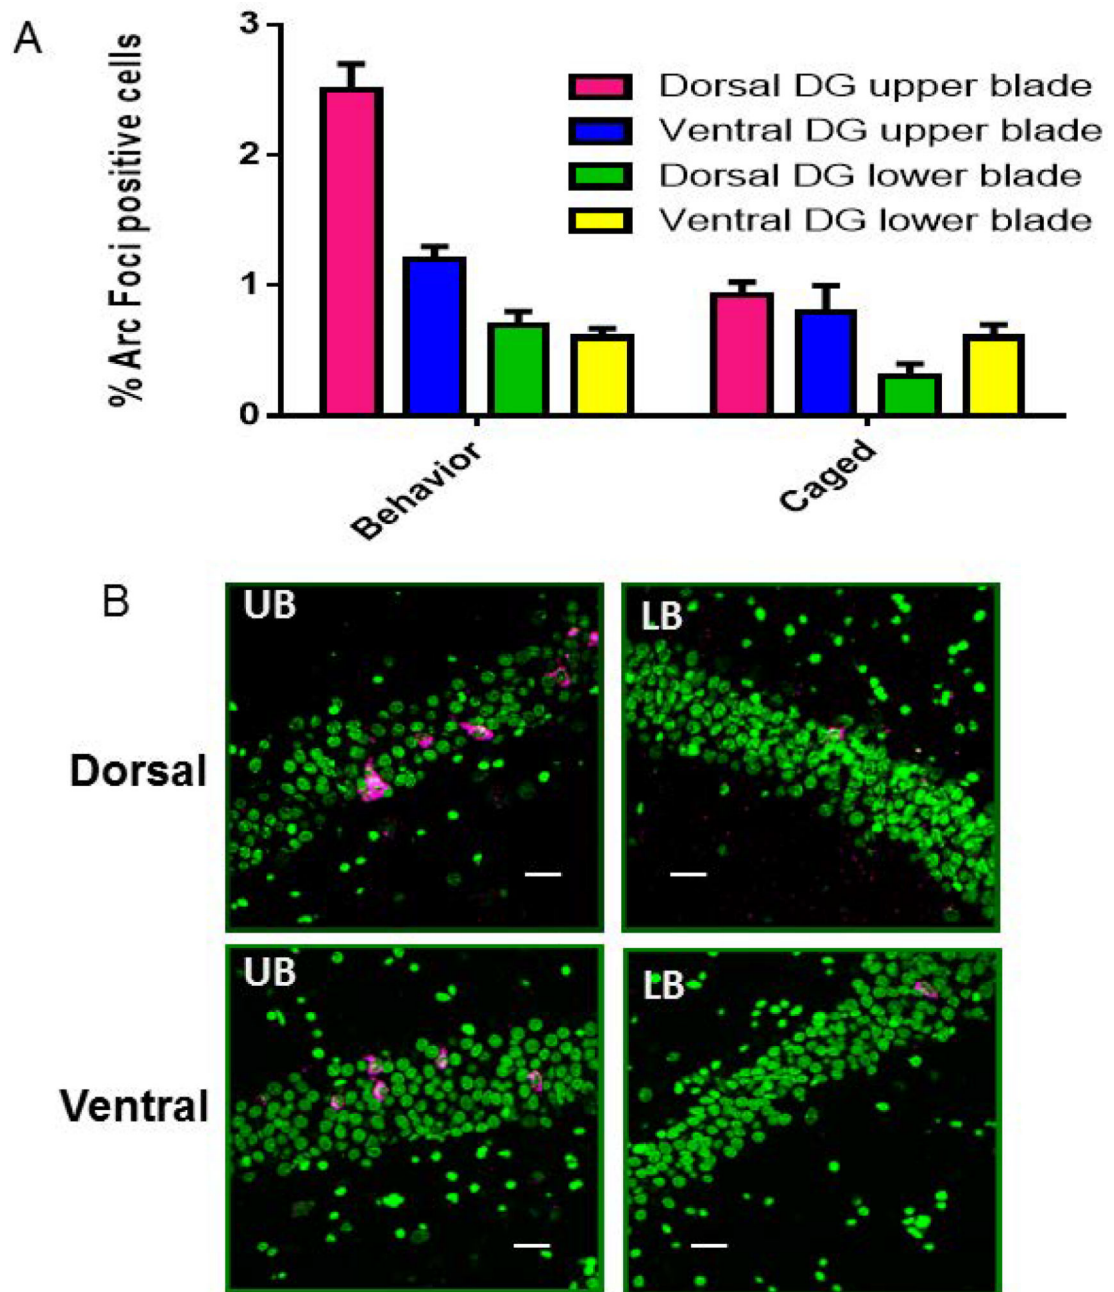 A
% Arc Foci positive cells
3
2
1
0
Dorsal DG upper blade
Ventral DG upper blade
Dorsal DG lower blade
Ventral DG lower blade
Behavior
Caged
B
UB
LB
Dorsal
UB
LB
Ventral